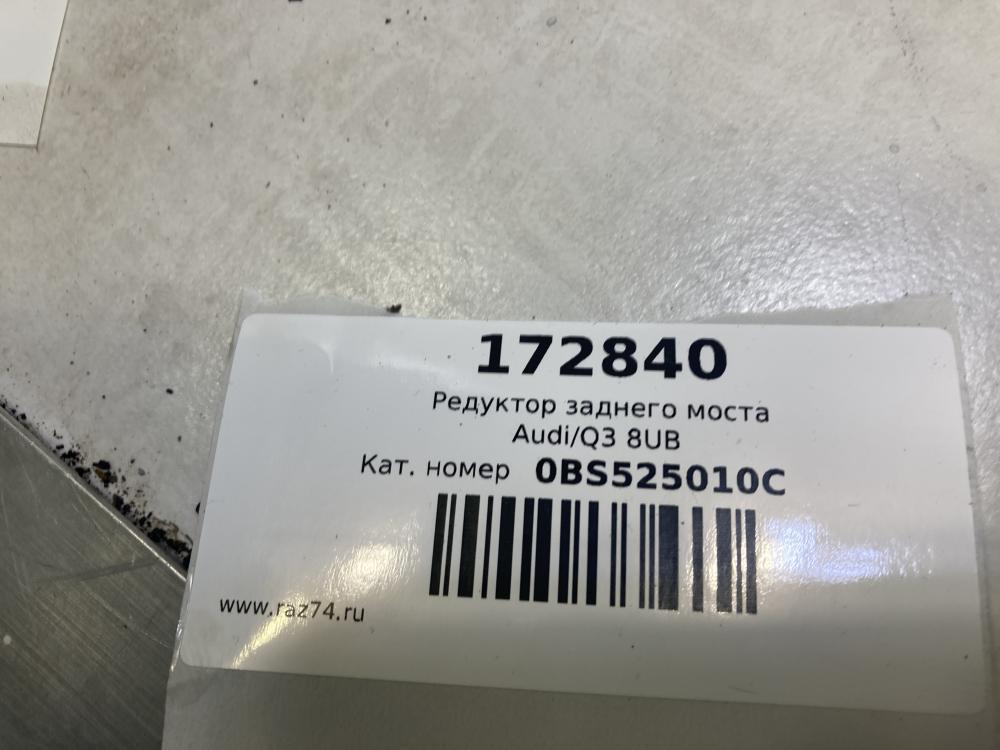 172840
Редуктор заднего моста
Audi/Q3 8UB
Кат. номер 0BS525010C
www.raz74.ru